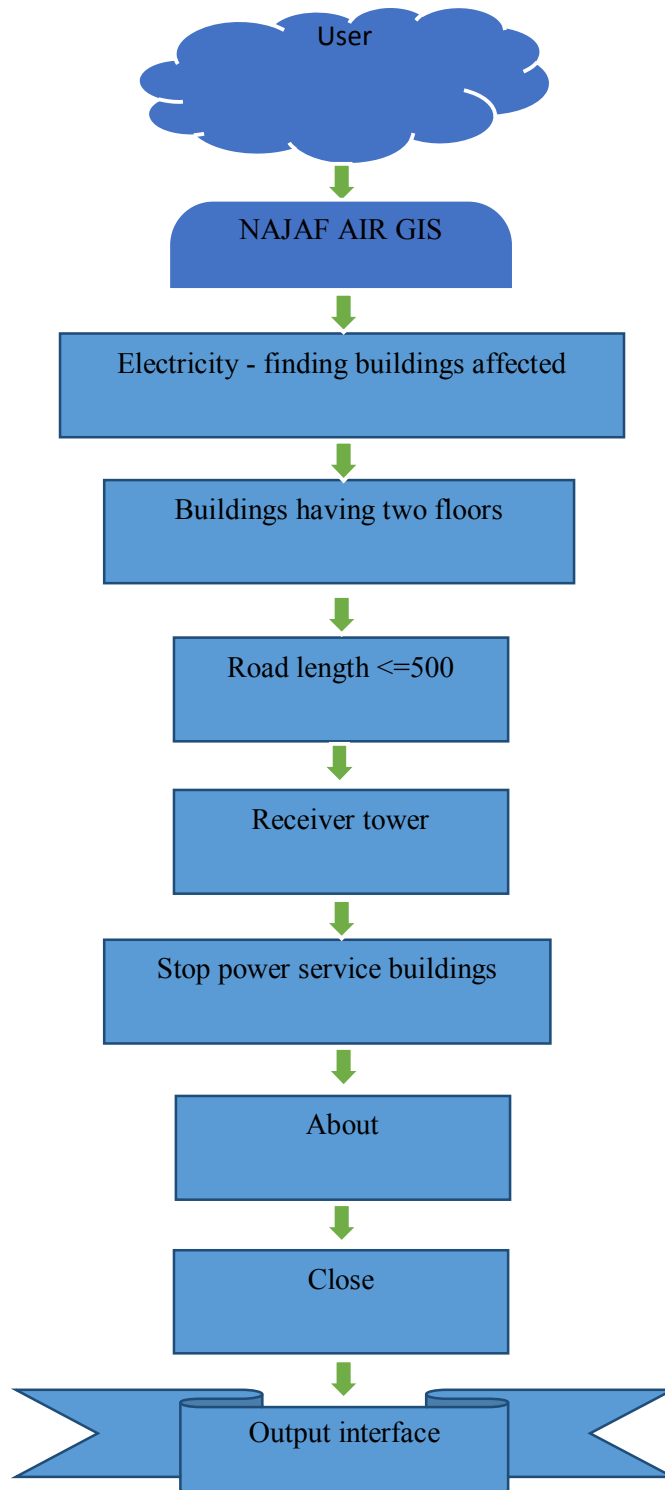 User
NAJAF AIR GIS
Electricity - finding buildings affected
Buildings having two floors
Road length <=500
Receiver tower
Stop power service buildings
About
Close
Output interface